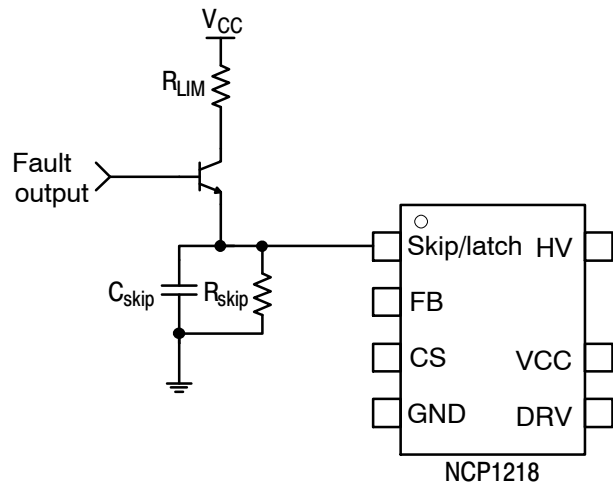 VCC
RLIM
Fault
output
Cskip
Rskip
Skip/latch HV
FB
CS VCC
GND DRV
NCP1218